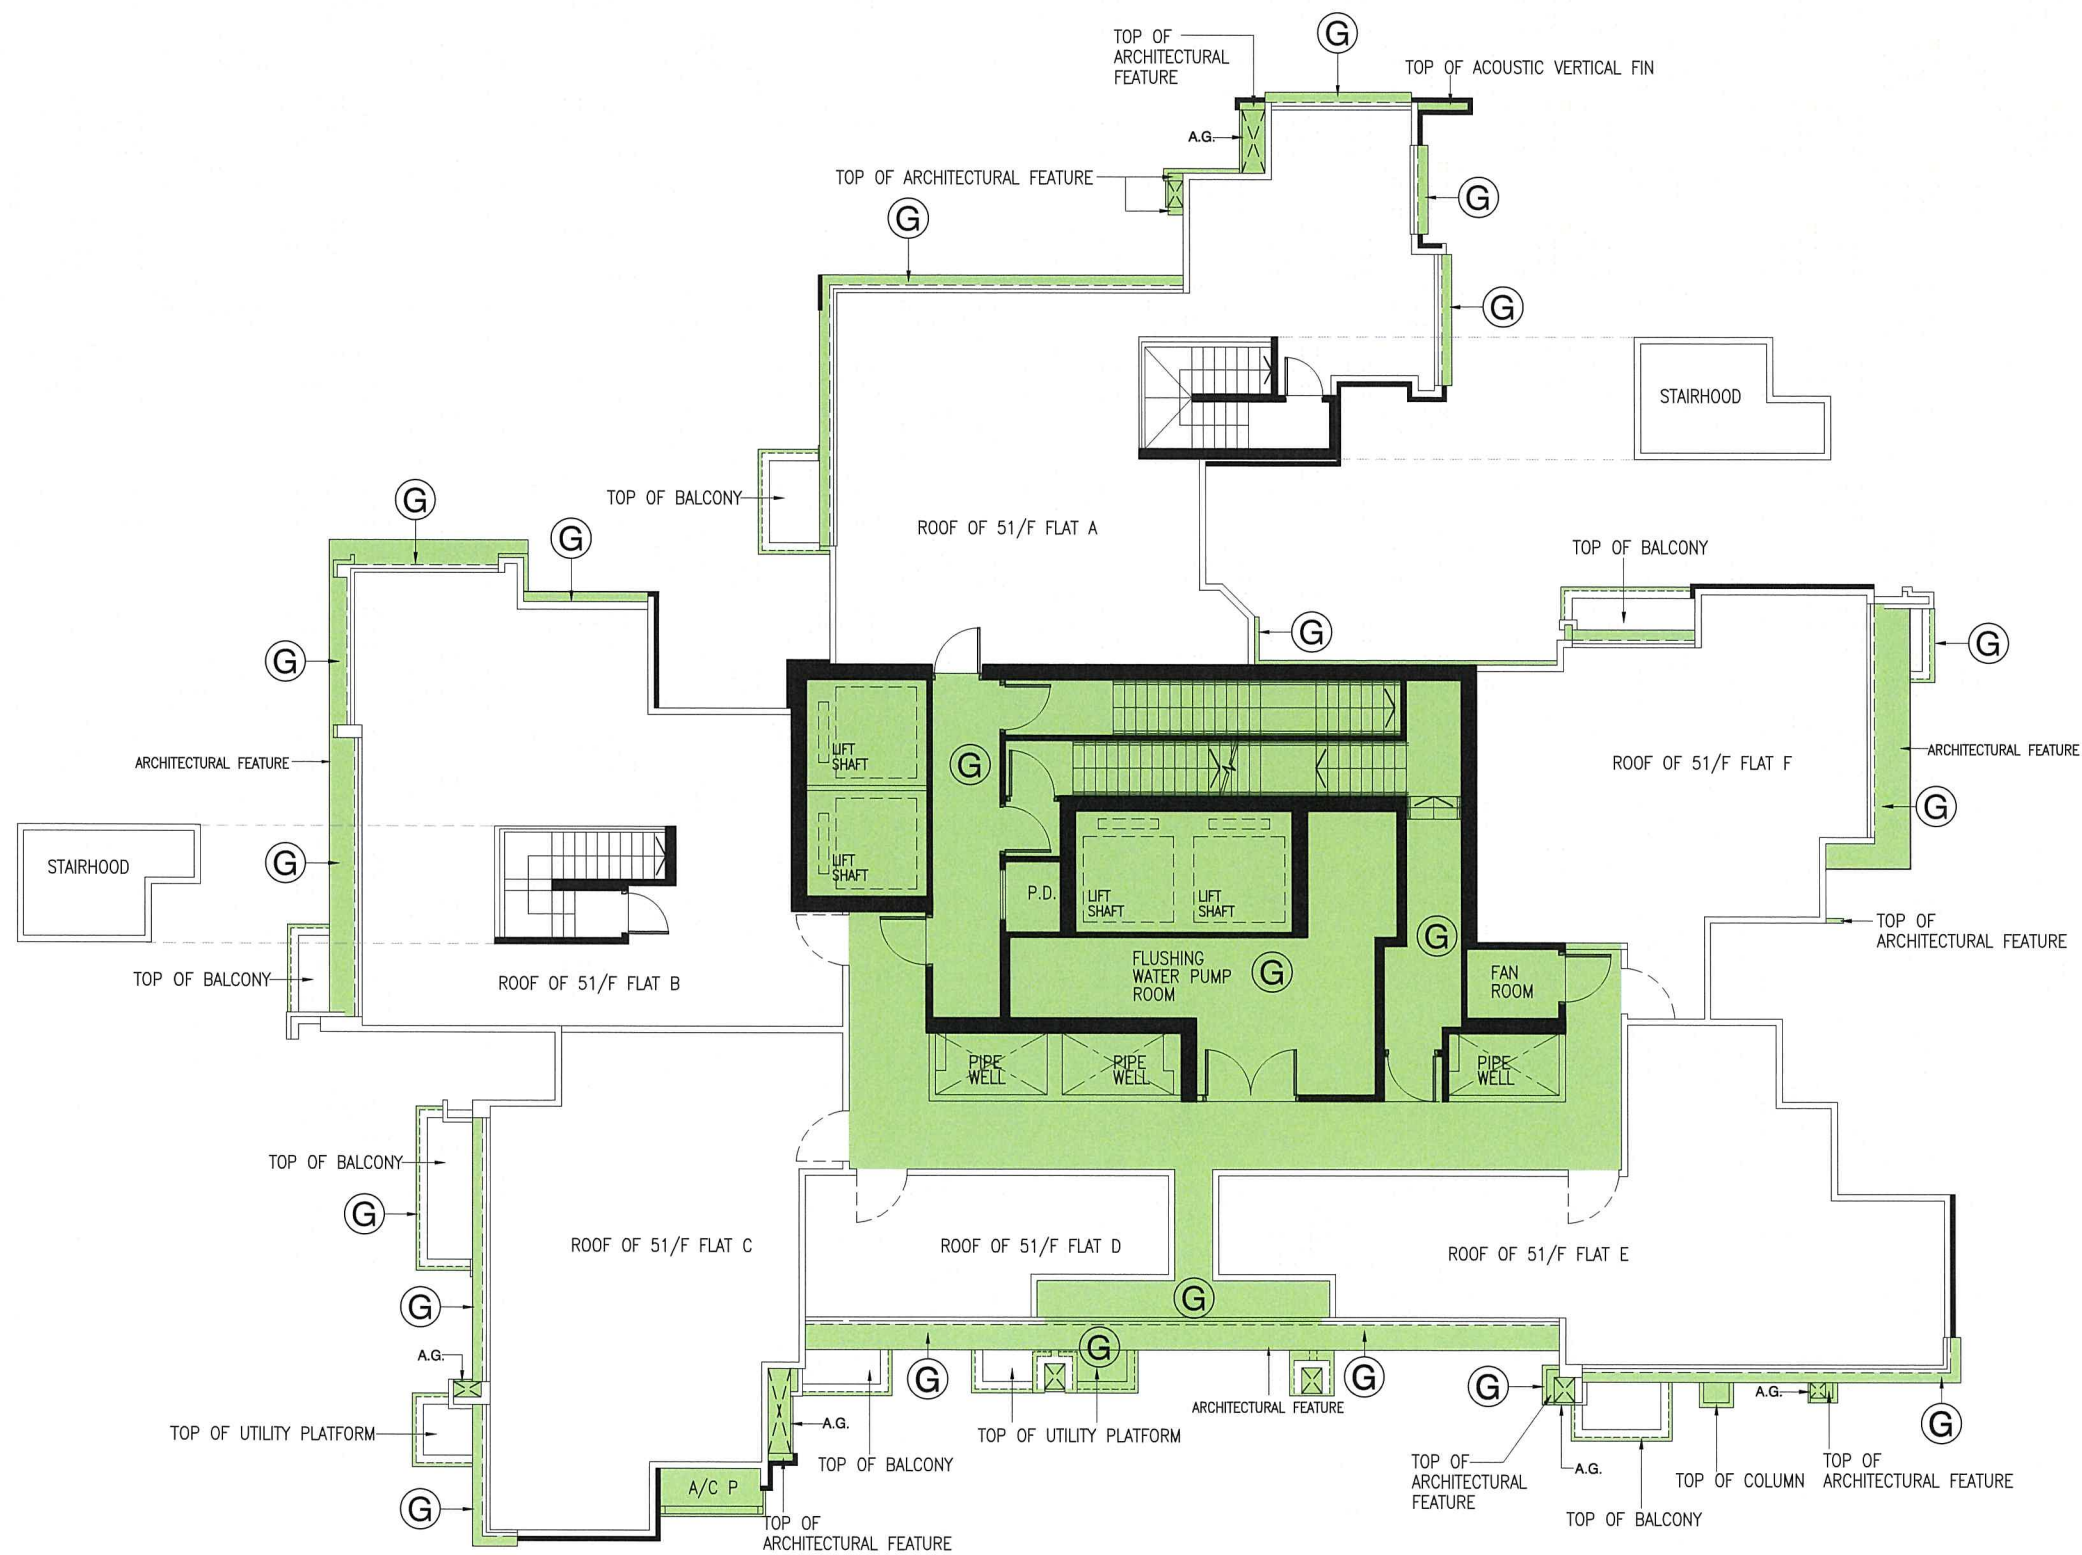 TOP OF
ARCHITECTURAL
FEATURE
G
TOP OF ACOUSTIC VERTICAL FIN
A.G.
TOP OF ARCHITECTURAL FEATURE
G
G
G
STAIRHOOD
TOP OF BALCONY
G
G
ROOF OF 51/F FLAT A
TOP OF BALCONY
G
G
G
ARCHITECTURAL FEATURE
LIFT
SHAFT
G
ROOF OF 51/F FLAT F
ARCHITECTURAL FEATURE
G
STAIRHOOD
G
LIFT
SHAFT
P.D.
LIFT
SHAFT
LIFT
SHAFT
G
TOP OF
ARCHITECTURAL FEATURE
TOP OF BALCONY
ROOF OF 51/F FLAT B
FLUSHING
WATER PUMP
ROOM
G
FAN
ROOM
PIPE
WELL
PIPE
WELL
PIPE
WELL
TOP OF BALCONY
G
ROOF OF 51/F FLAT C
ROOF OF 51/F FLAT D
ROOF OF 51/F FLAT E
G
G
A.G.
G
G
G
ARCHITECTURAL FEATURE
G
A.G.
G
TOP OF UTILITY PLATFORM
A.G.
TOP OF UTILITY PLATFORM
TOP OF BALCONY
TOP OF
ARCHITECTURAL
FEATURE
A.G.
TOP OF COLUMN
TOP OF
ARCHITECTURAL FEATURE
A/C P
G
TOP OF
ARCHITECTURAL FEATURE
TOP OF BALCONY